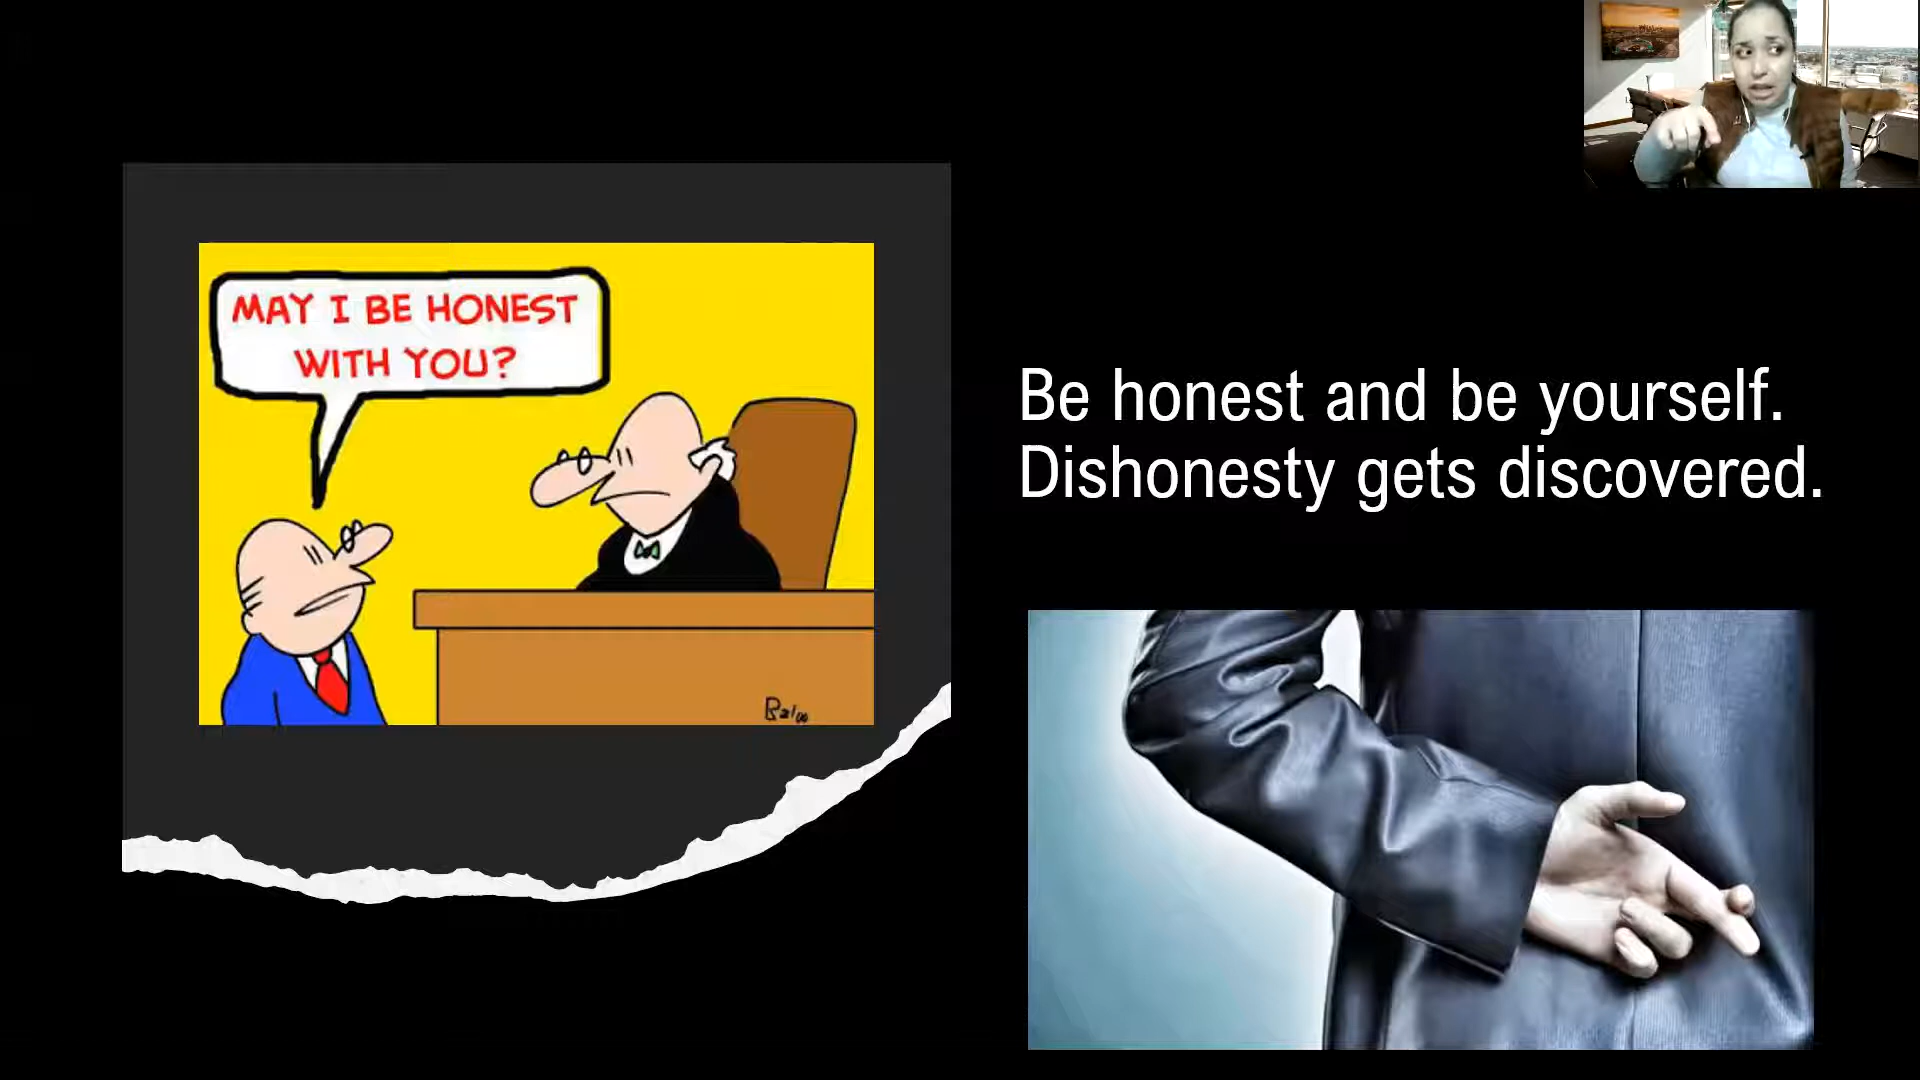 MAY I BE HONEST
WITH YOU?
Be honest and be yourself.
Dishonesty gets discovered.